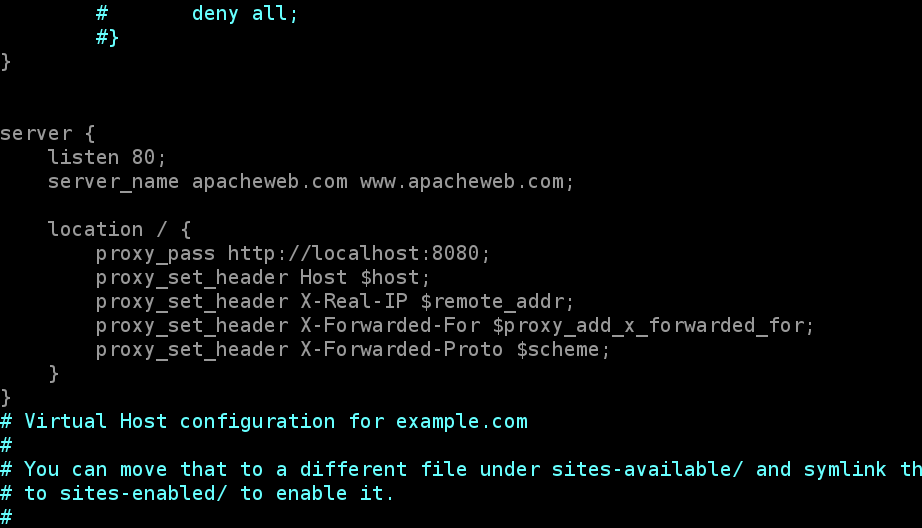 #       deny all;
#}
}
server {
listen 80;
server_name apacheweb.com www.apacheweb.com;
location / {
proxy_pass http://localhost:8080;
proxy_set_header Host $host;
proxy_set_header X-Real-IP $remote_addr;
proxy_set_header X-Forwarded-For $proxy_add_x_forwarded_for;
proxy_set_header X-Forwarded-Proto $scheme;
}
}
# Virtual Host configuration for example.com
#
# You can move that to a different file under sites-available/ and symlink th
# to sites-enabled/ to enable it.
#